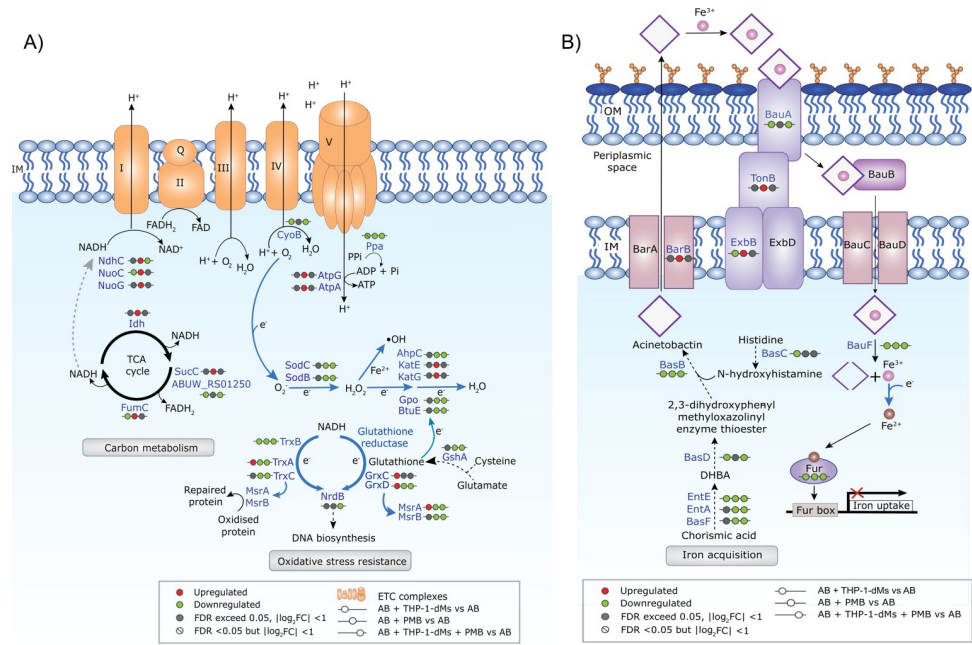 A)
H⁺
H⁺
H⁺
H⁺
H⁺
H⁺
IM
I
Q
II
III
IV
V
FADH₂
FAD
NADH
NAD⁺
H⁺ + O₂
H₂O
CyoB
H⁺ + O₂
H₂O
Ppa
PPi
ADP + Pi
ATP
AtpG
AtpA
H⁺
NdhC
NuoC
NuoG
Idh
NADH
TCA
cycle
NADH
SucC
ABUW_RS01250
FADH₂
FumC
Carbon metabolism
e⁻
O₂⁻
SodC
SodB
e⁻
H₂O₂
•OH
Fe²⁺
e⁻
AhpC
KatE
KatG
e⁻
H₂O
Gpo
BtuE
e⁻
NADH
Glutathione
reductase
TrxB
TrxA
TrxC
e⁻
e⁻
Glutathione
GshA
Cysteine
Glutamate
GrxC
GrxD
MsrA
MsrB
Repaired
protein
Oxidised
protein
NrdB
MsrA
MsrB
DNA biosynthesis
Oxidative stress resistance
Upregulated
Downregulated
FDR exceed 0.05, |log₂FC| <1
FDR <0.05 but |log₂FC| <1
ETC complexes
AB + THP-1-dMs vs AB
AB + PMB vs AB
AB + THP-1-dMs + PMB vs AB
B)
Fe³⁺
OM
BauA
Periplasmic
space
BauB
TonB
IM
BarA
BarB
ExbB
ExbD
BauC
BauD
Acinetobactin
Histidine
BasC
N-hydroxyhistamine
BasB
BauF
Fe³⁺
+
e⁻
Fe²⁺
2,3-dihydroxyphenyl
methyloxazolinyl
enzyme thioester
BasD
DHBA
EntE
EntA
BasF
Chorismic acid
Iron acquisition
Fur
Fur box
Iron uptake
Upregulated
Downregulated
FDR exceed 0.05, |log₂FC| <1
FDR <0.05 but |log₂FC| <1
AB + THP-1-dMs vs AB
AB + PMB vs AB
AB + THP-1-dMs + PMB vs AB